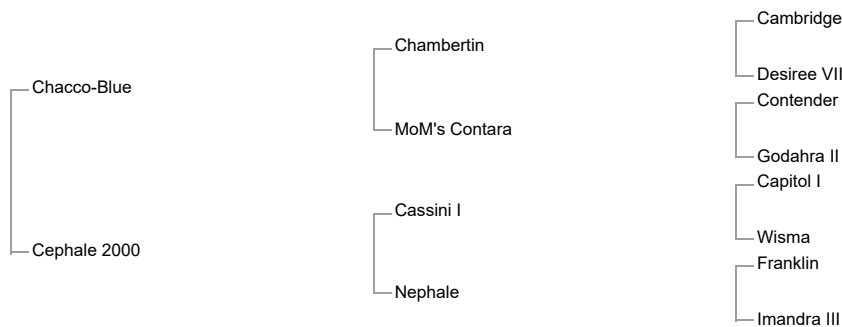 Cambridge
Chambertin
Desiree VII
Chacco-Blue
Contender
MoM's Contara
Godahra II
Capitol I
Cassini I
Wisma
Cephale 2000
Franklin
Nephale
Imandra III